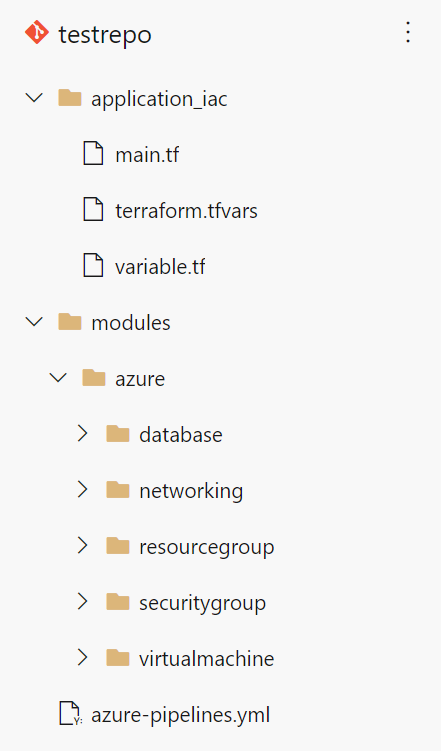 testrepo
application_iac
main.tf
terraform.tfvars
variable.tf
modules
azure
database
networking
resourcegroup
securitygroup
virtualmachine
azure-pipelines.yml